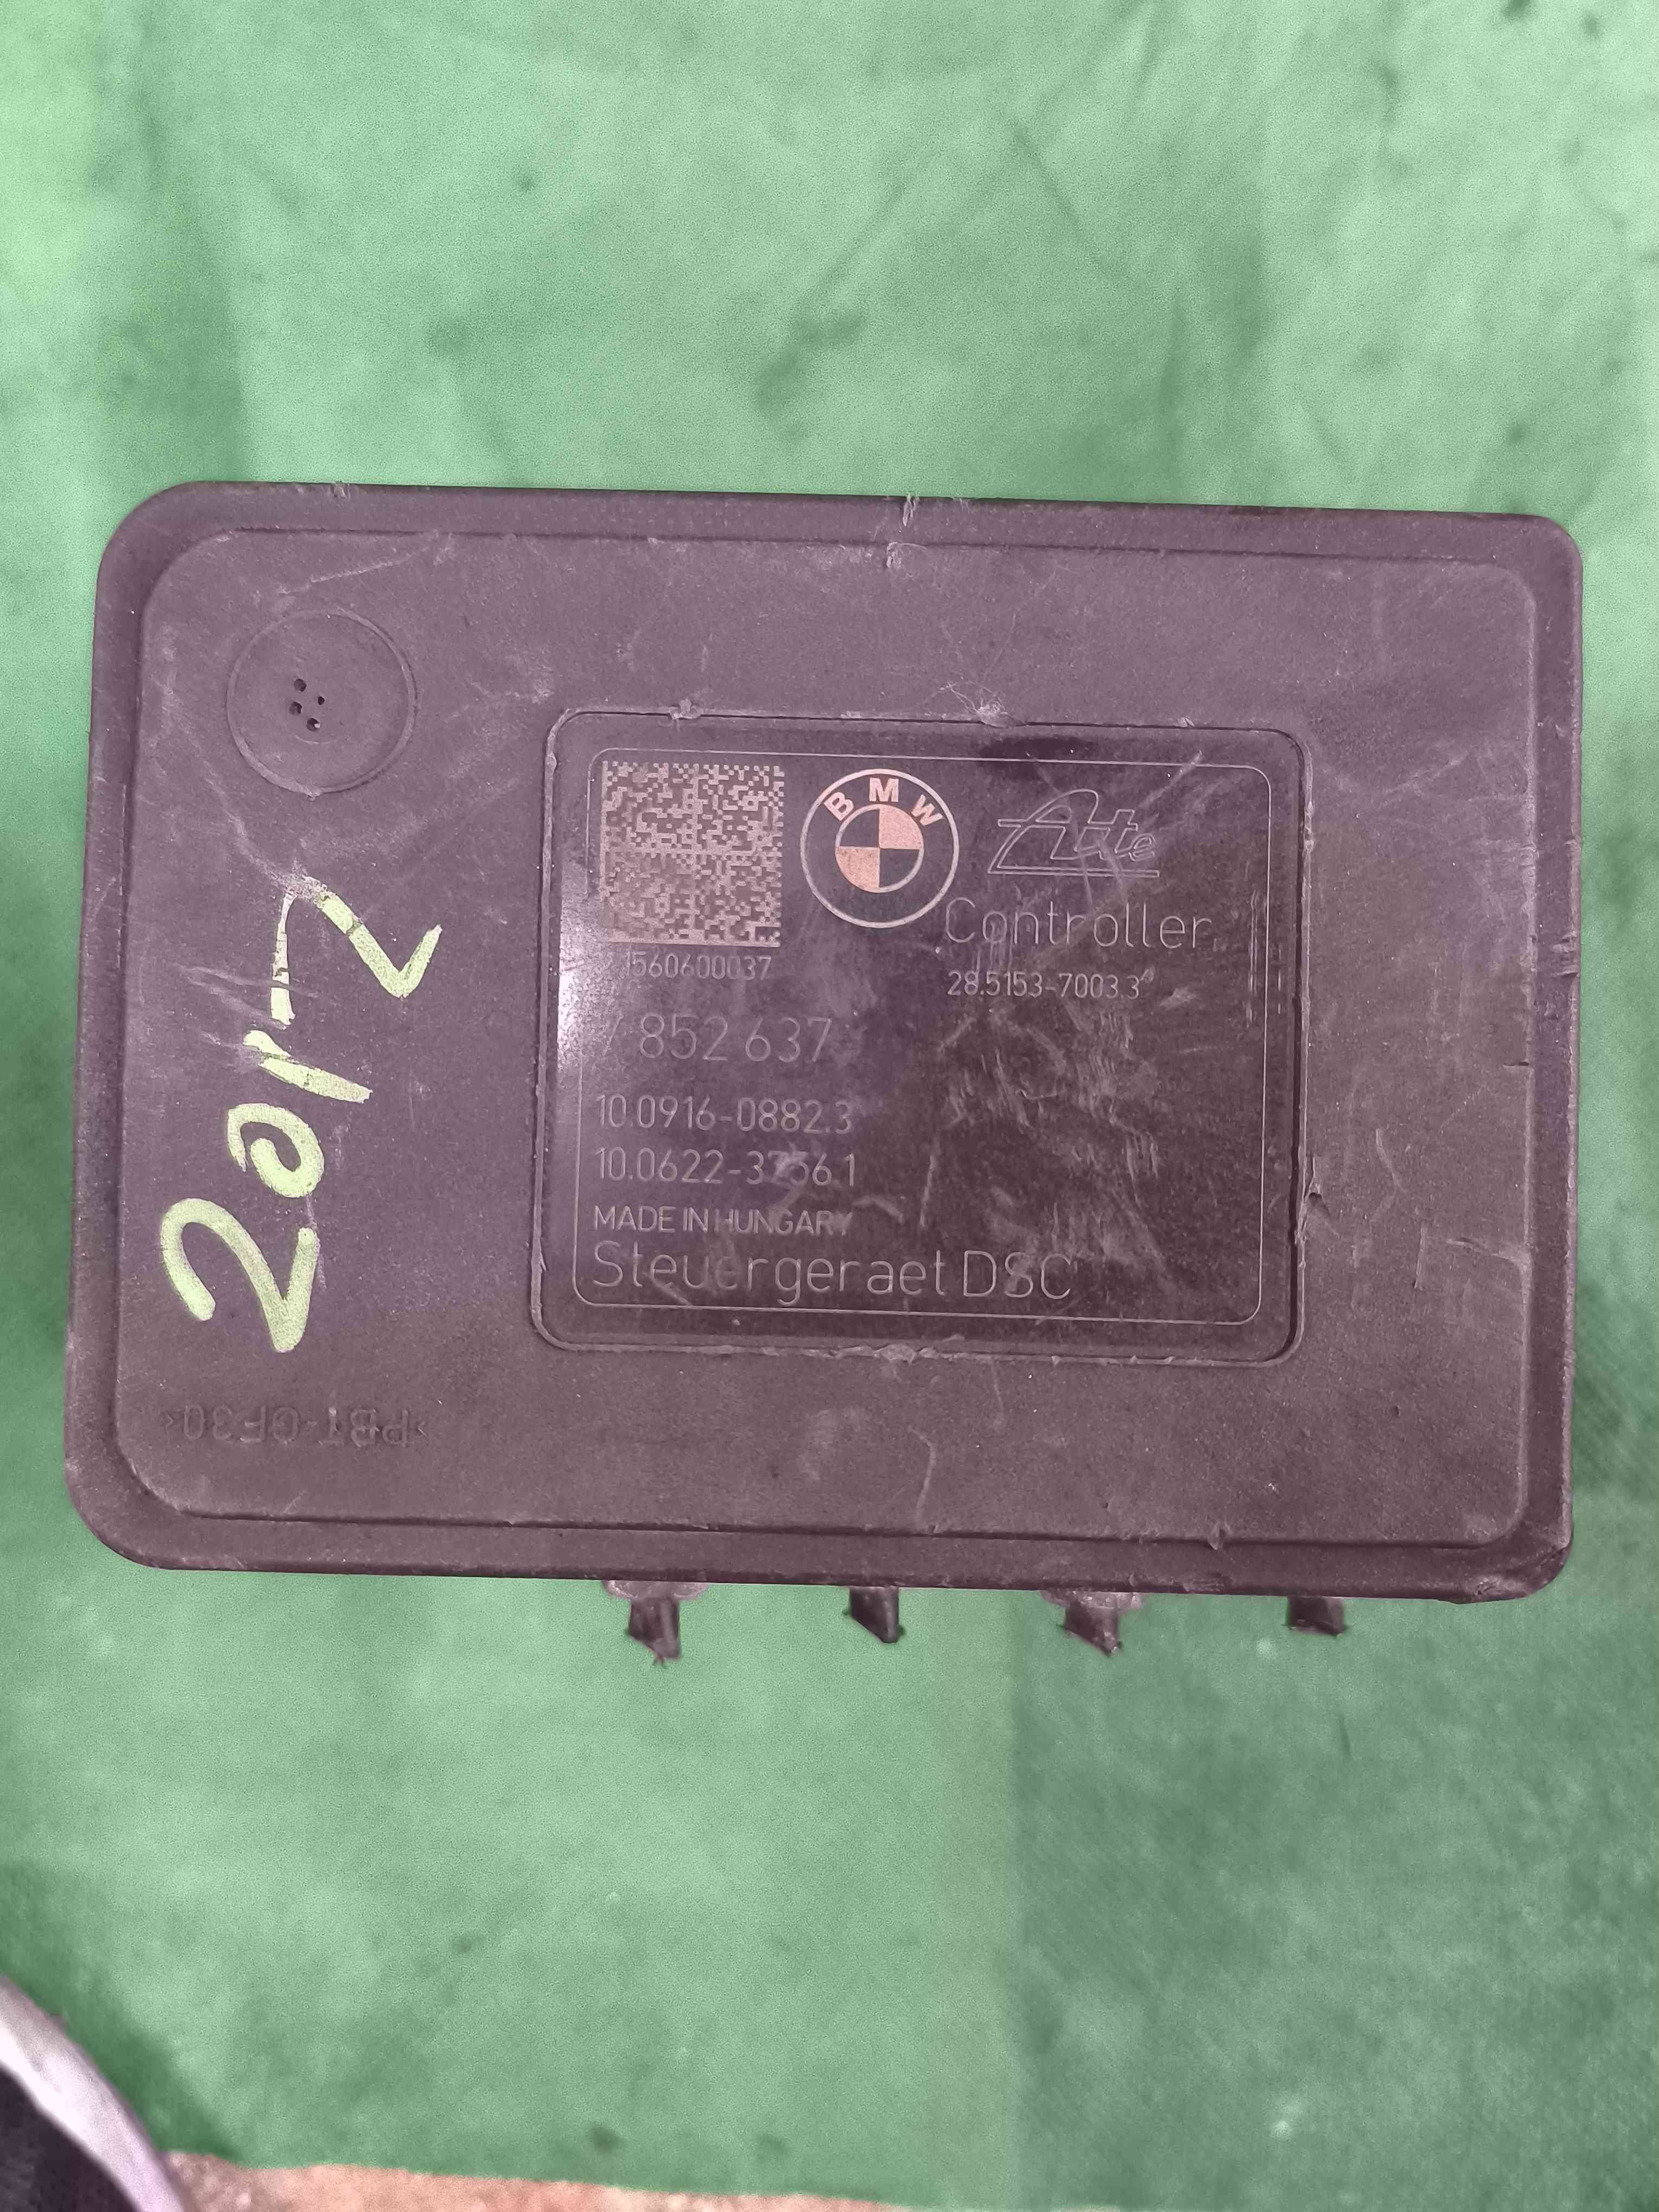 BMW
Ate
Controller
1560600037
28.5153-7003.3
852 637
10.0916-0882.3
MADE IN HUNGARY
Steuergeraet DSC
>PBT-GF30<